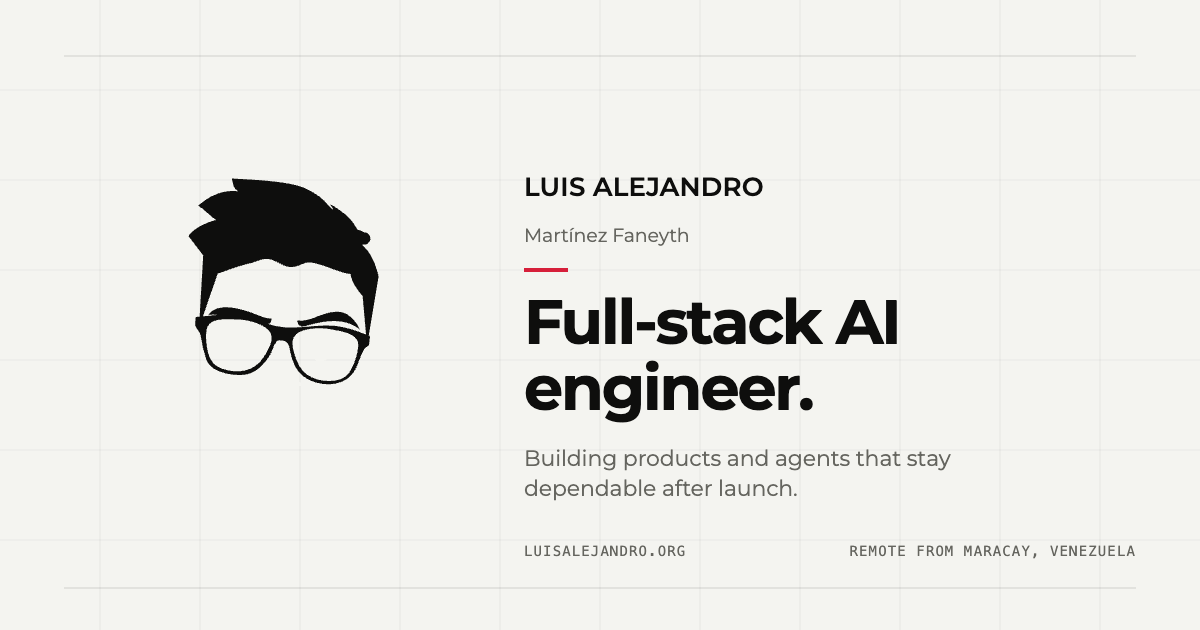 LUIS ALEJANDRO
Martínez Faneyth
Full-stack AI
engineer.
Building products and agents that stay
dependable after launch.
LUISALEJANDRO.ORG
REMOTE FROM MARACAY, VENEZUELA